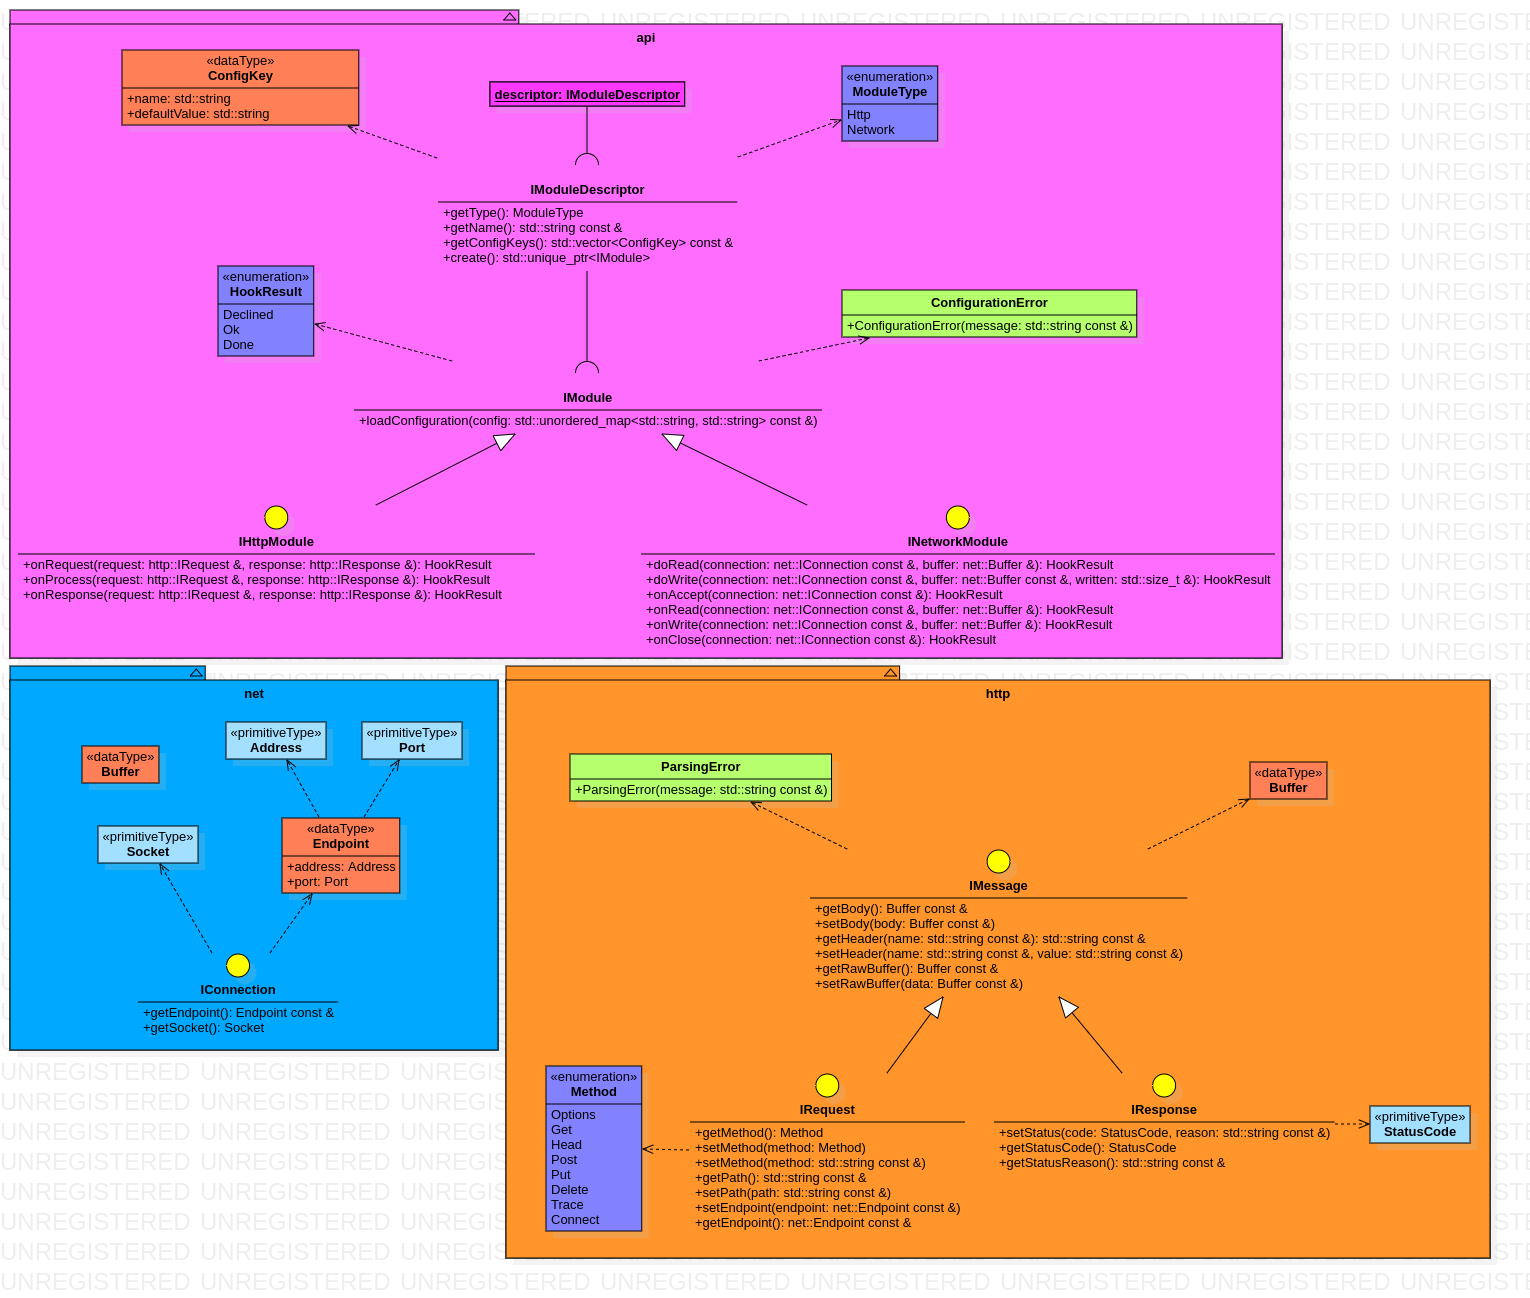 api
«dataType»
ConfigKey
+name: std::string
+defaultValue: std::string
descriptor: IModuleDescriptor
«enumeration»
ModuleType
Http
Network
IModuleDescriptor
+getType(): ModuleType
+getName(): std::string const &
+getConfigKeys(): std::vector<ConfigKey> const &
+create(): std::unique_ptr<IModule>
«enumeration»
HookResult
Declined
Ok
Done
ConfigurationError
+ConfigurationError(message: std::string const &)
IModule
+loadConfiguration(config: std::unordered_map<std::string, std::string> const &)
IHttpModule
+onRequest(request: http::IRequest &, response: http::IResponse &): HookResult
+onProcess(request: http::IRequest &, response: http::IResponse &): HookResult
+onResponse(request: http::IRequest &, response: http::IResponse &): HookResult
INetworkModule
+doRead(connection: net::IConnection const &, buffer: net::Buffer &): HookResult
+doWrite(connection: net::IConnection const &, buffer: net::Buffer const &, written: std::size_t &): HookResult
+onAccept(connection: net::IConnection const &): HookResult
+onRead(connection: net::IConnection const &, buffer: net::Buffer &): HookResult
+onWrite(connection: net::IConnection const &, buffer: net::Buffer &): HookResult
+onClose(connection: net::IConnection const &): HookResult
net
«dataType»
Buffer
«primitiveType»
Address
«primitiveType»
Port
«primitiveType»
Socket
«dataType»
Endpoint
+address: Address
+port: Port
IConnection
+getEndpoint(): Endpoint const &
+getSocket(): Socket
http
ParsingError
+ParsingError(message: std::string const &)
«dataType»
Buffer
IMessage
+getBody(): Buffer const &
+setBody(body: Buffer const &)
+getHeader(name: std::string const &): std::string const &
+setHeader(name: std::string const &, value: std::string const &)
+getRawBuffer(): Buffer const &
+setRawBuffer(data: Buffer const &)
«enumeration»
Method
Options
Get
Head
Post
Put
Delete
Trace
Connect
IRequest
+getMethod(): Method
+setMethod(method: Method)
+setMethod(method: std::string const &)
+getPath(): std::string const &
+setPath(path: std::string const &)
+setEndpoint(endpoint: net::Endpoint const &)
+getEndpoint(): net::Endpoint const &
IResponse
+setStatus(code: StatusCode, reason: std::string const &)
+getStatusCode(): StatusCode
+getStatusReason(): std::string const &
«primitiveType»
StatusCode
UNREGISTERED UNREGISTERED UNREGISTERED UNREGISTERED UNREGISTERED UNREGISTERED UNREGISTERED